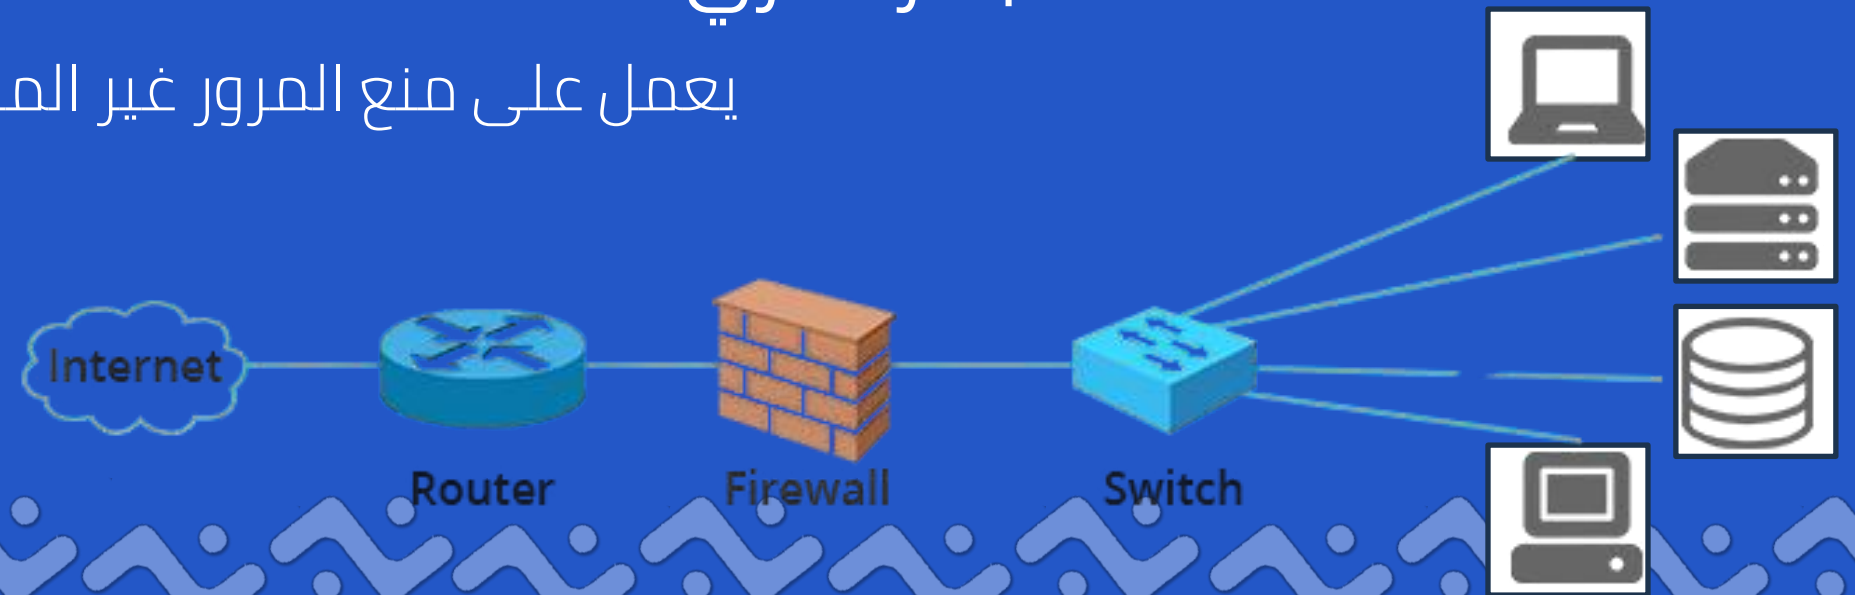 يعمل على منع المرور غير
Internet
Router
Firewall
Switch